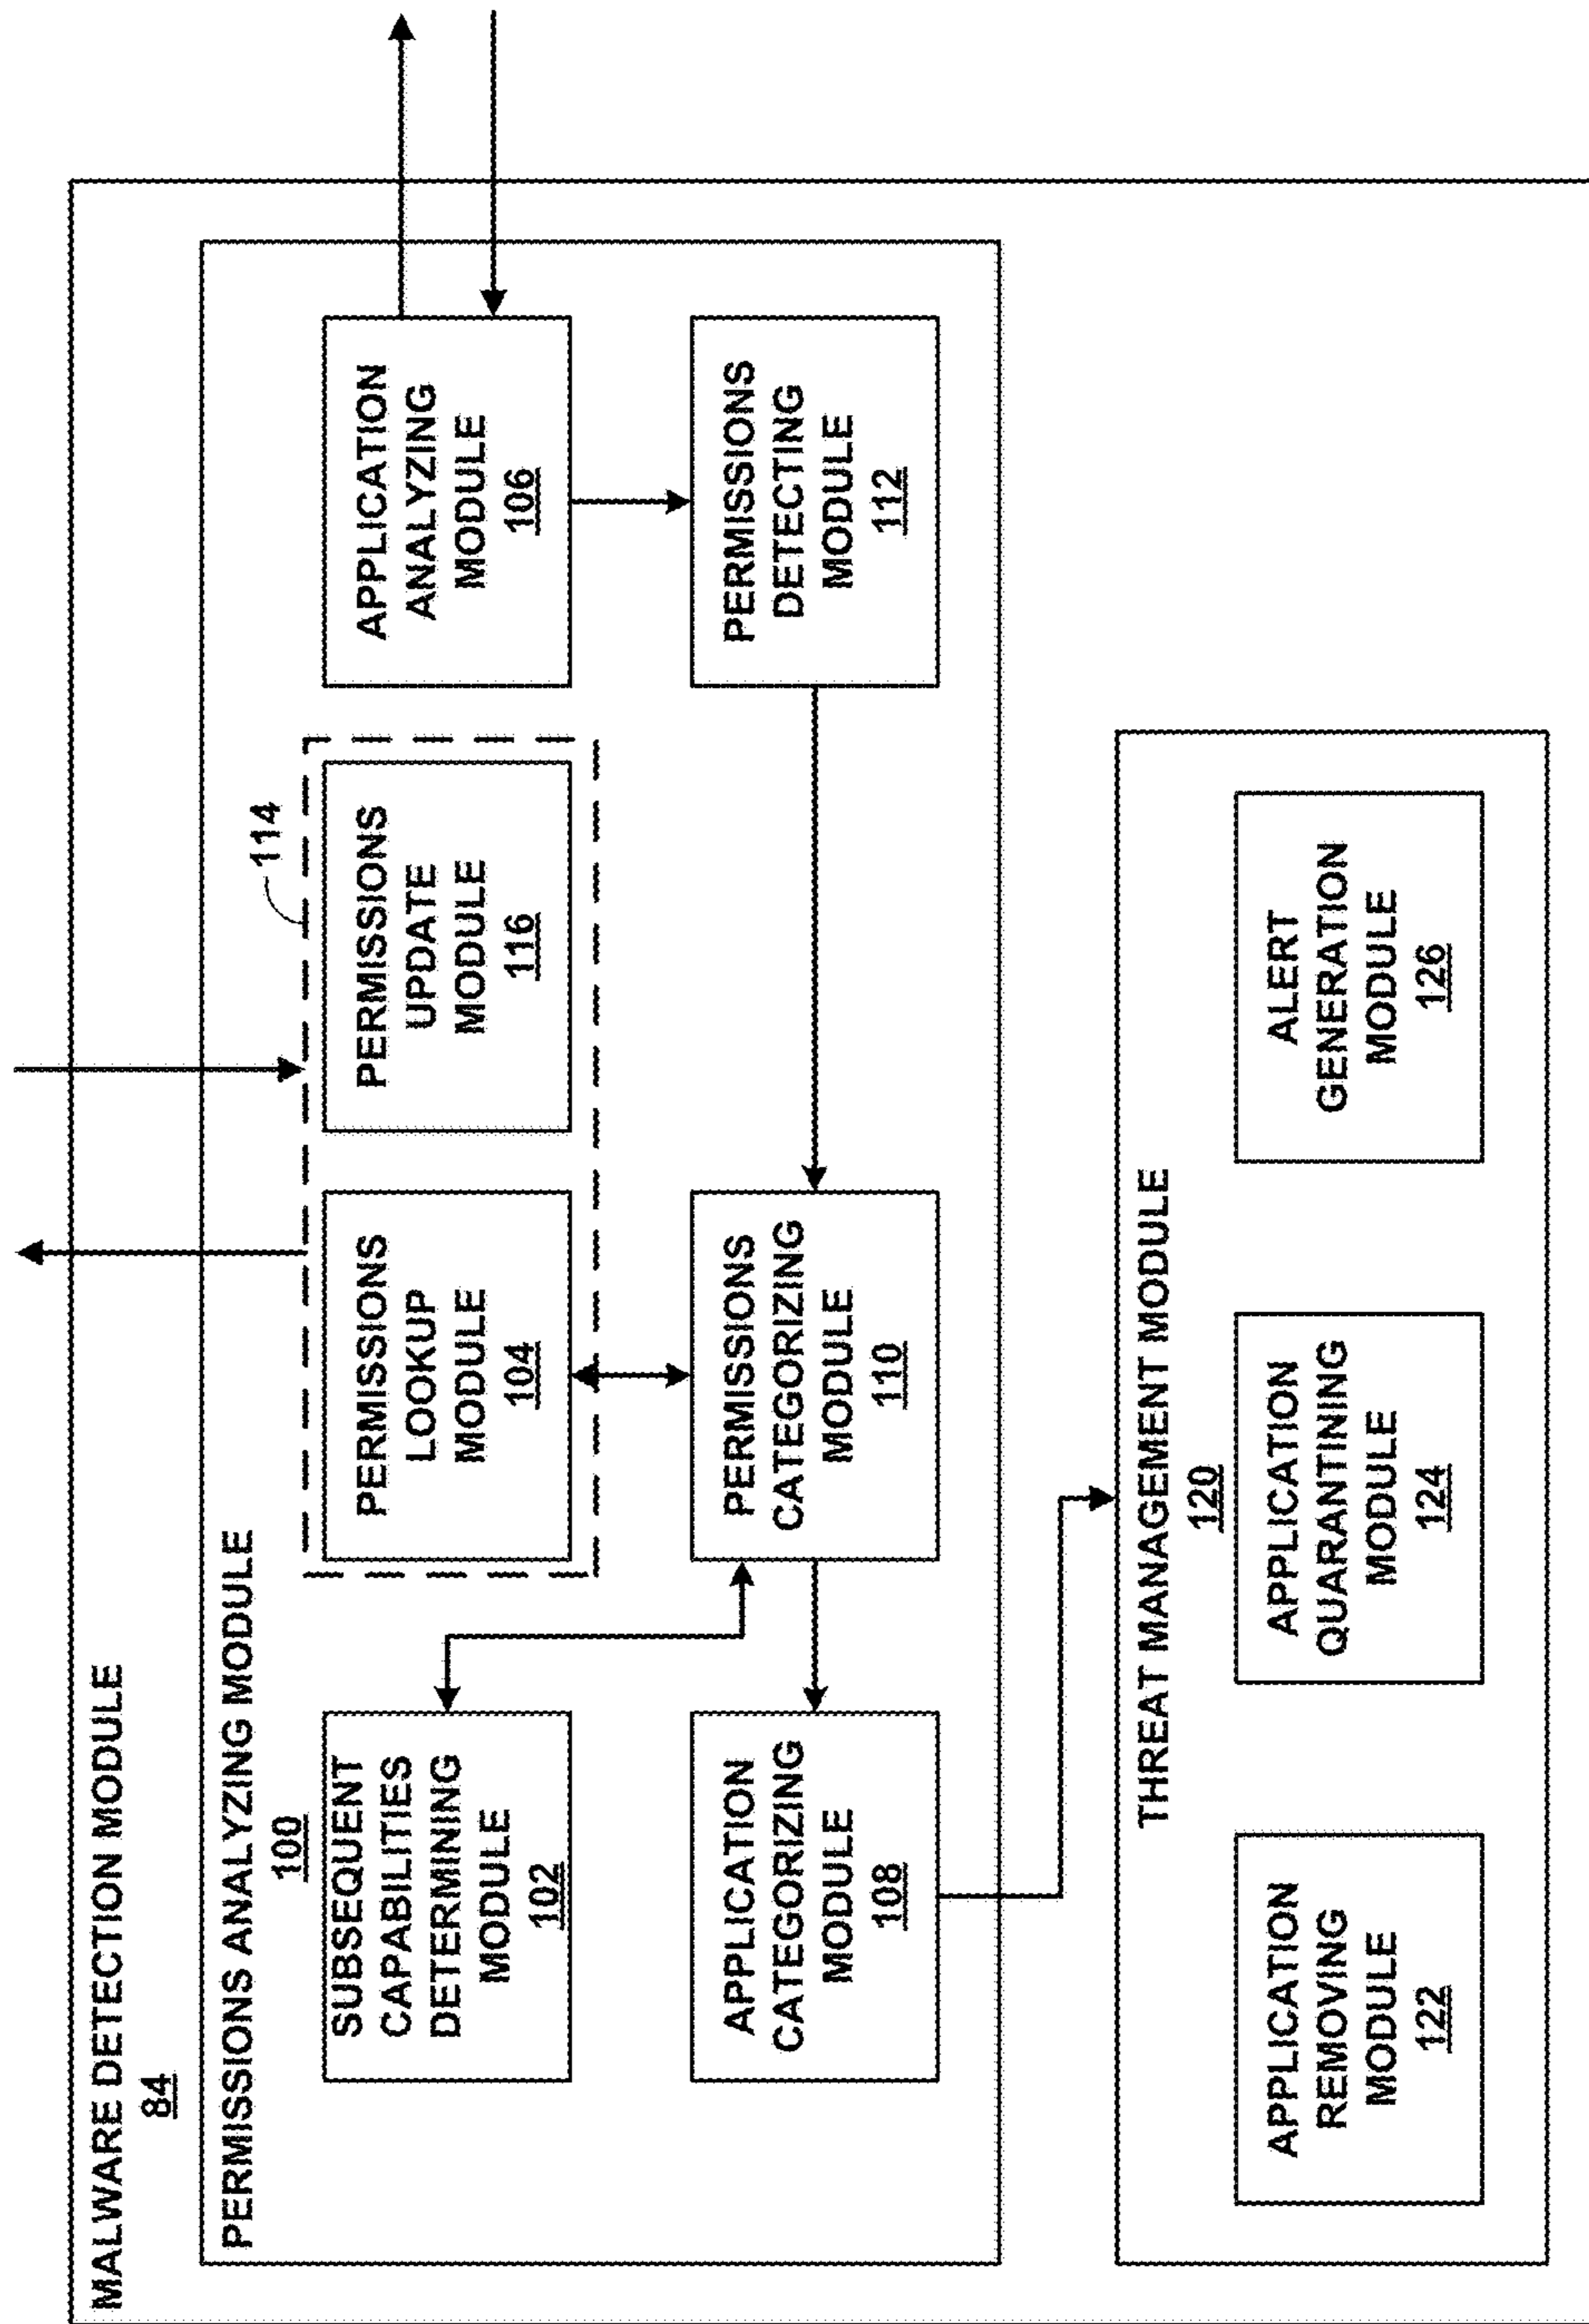 MALWARE DETECTION MODULE
84
PERMISSIONS ANALYZING MODULE
100
114
SUBSEQUENT
CAPABILITIES
DETERMINING
MODULE
102
PERMISSIONS
LOOKUP
MODULE
104
PERMISSIONS
UPDATE
MODULE
116
APPLICATION
ANALYZING
MODULE
106
APPLICATION
CATEGORIZING
MODULE
108
PERMISSIONS
CATEGORIZING
MODULE
110
PERMISSIONS
DETECTING
MODULE
112
THREAT MANAGEMENT MODULE
120
APPLICATION
REMOVING
MODULE
122
APPLICATION
QUARANTINING
MODULE
124
ALERT
GENERATION
MODULE
126